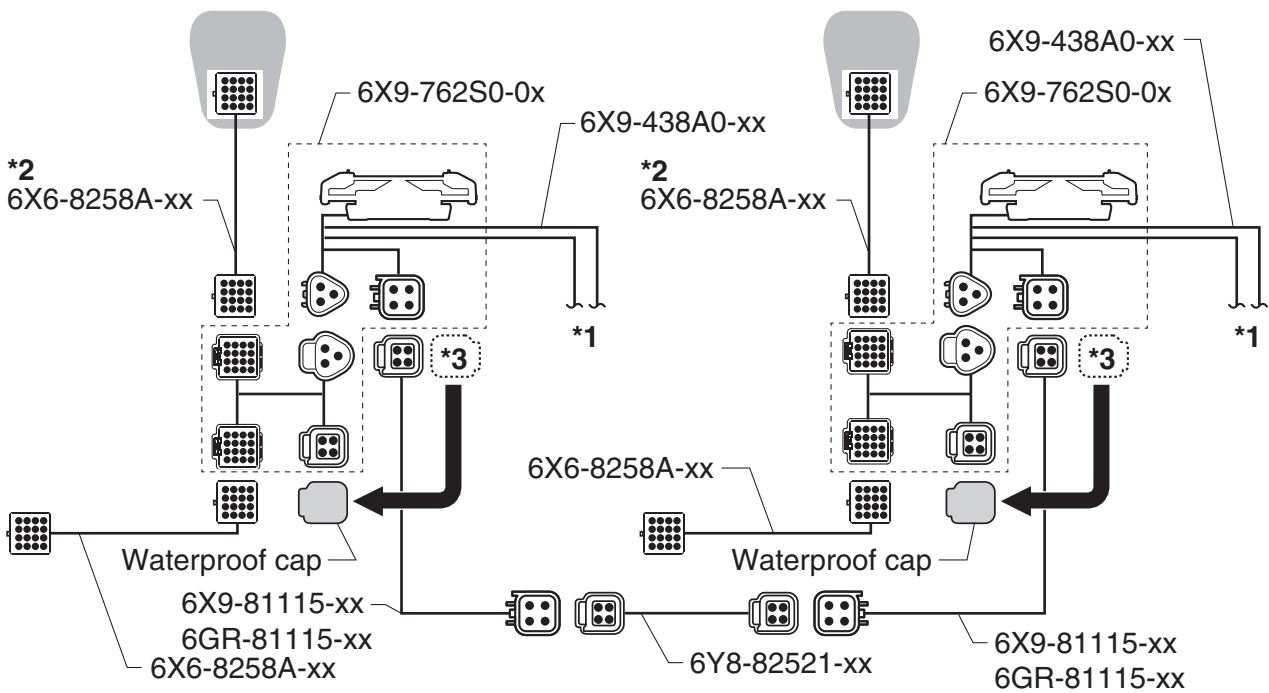 6X9-438A0-xx
6X9-762S0-0x
6X9-762S0-0x
6X9-438A0-xx
*2
6X6-8258A-xx
*2
6X6-8258A-xx
*1
*1
*3
*3
6X6-8258A-xx
Waterproof cap
Waterproof cap
6X9-81115-xx
6GR-81115-xx
6X6-8258A-xx
6Y8-82521-xx
6X9-81115-xx
6GR-81115-xx